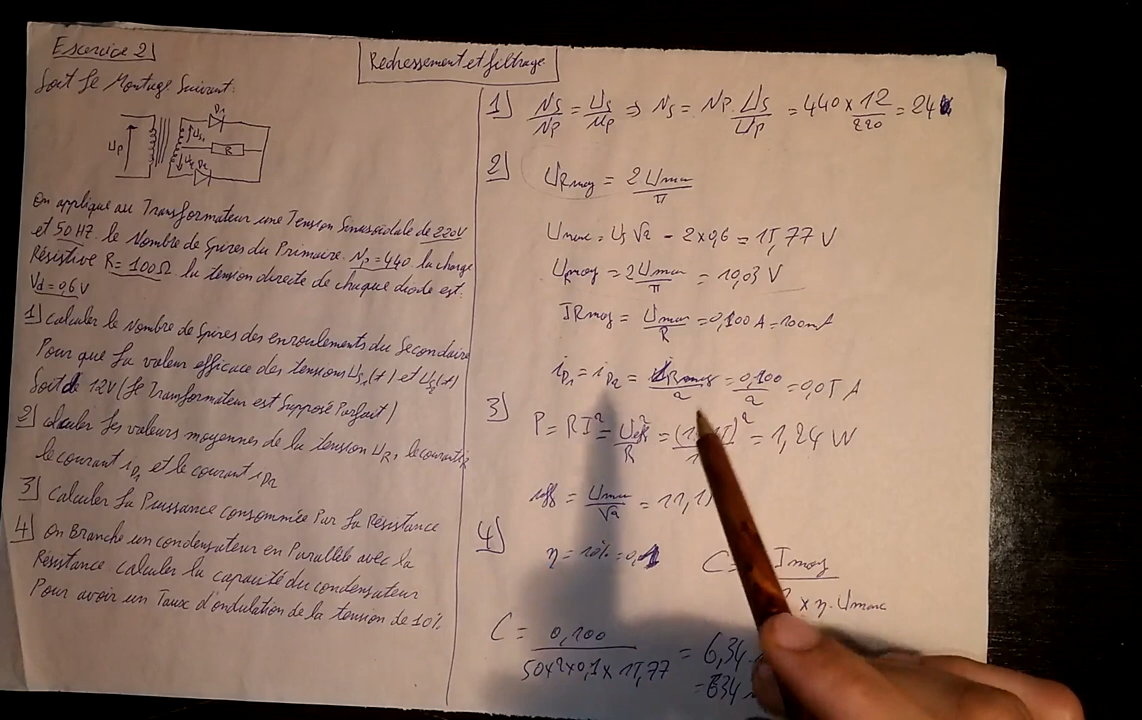 Redressement et filtrage
Exercice 2]
Soit le Montage Suivant:
D1
Up
Us1
R
D2
On applique au Transformateur une Tension Sinusoïdale de 220V
et 50 HZ. le Nombre de Spires du Primaire. Np=440. la charge
Résistive R=100Ω la tension directe de chaque diode est.
Vd=0,6V
1] Calculer le Nombre de Spires des enroulements du Secondaire
Pour que la valeur efficace des tensions Us1(t) et Us2(t)
Soit de 12V (le Transformateur est Supposé Parfait)
2] calculer les valeurs moyennes de la tension UR, le courant
le courant iD1 et le courant iD2
3] Calculer la Puissance consommée Par la Résistance
4] On Branche un condensateur en Parallèle avec la
Résistance calculer la capacité du condensateur
Pour avoir un Taux d'ondulation de la tension de 10%
1] Ns/Np = Us/Up ⇒ Ns = Np.Us/Up = 440×12/220 = 24
2] URmoy = 2Umax/π
Umax = Us√2 - 2×0,6 = 15,77 V
URmoy = 2Umax/π = 10,03 V
IRmoy = Umax/R = 0,100 A = 100mA
iD1 = iD2 = iRmoy/2 = 0,100/2 = 0,05 A
3] P = RI² = U²eff/R = = 1,24 W
Ueff = Umax/√2 = 11,1
4] η = 10% = 0,1
C = Imoy
× η. Umax
C = 0,100/50×2×0,1×15,77 = 6,34
= 634